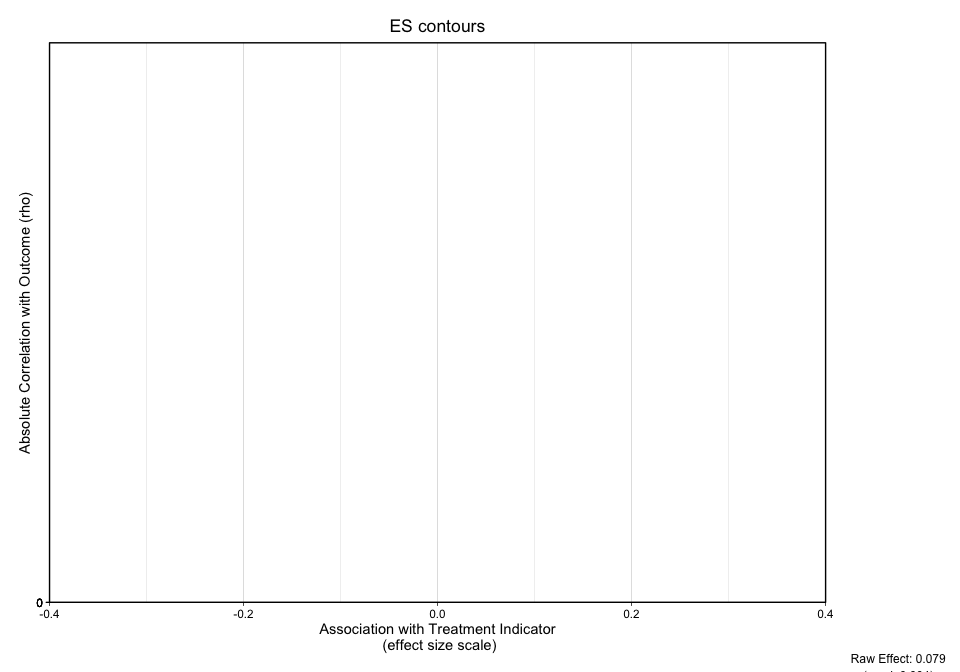 ES contours
Absolute Correlation with Outcome (rho)
0
-0.4 -0.2 0.0 0.2 0.4
Association with Treatment Indicator
(effect size scale)
Raw Effect: 0.079